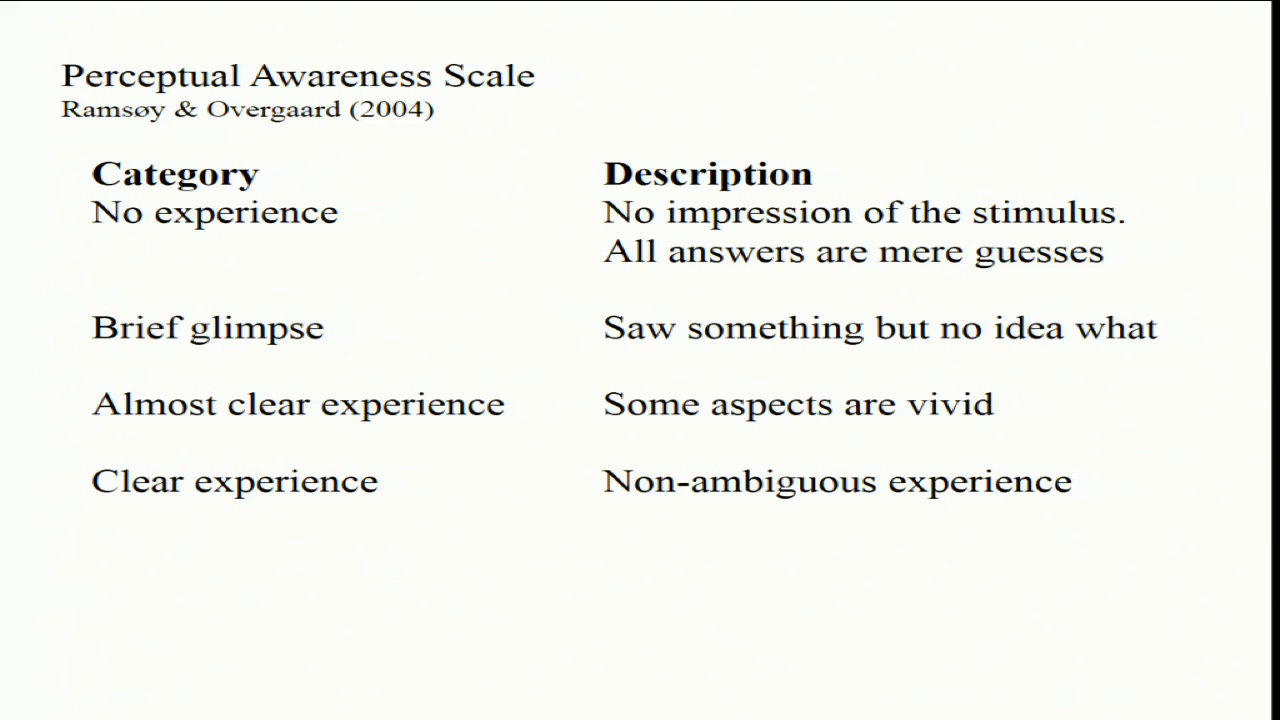 Perceptual Awareness Scale
Ramsøy & Overgaard (2004)
Category Description
No experience No impression of the stimulus.
All answers are mere guesses
Brief glimpse Saw something but no idea what
Almost clear experience Some aspects are vivid
Clear experience Non-ambiguous experience